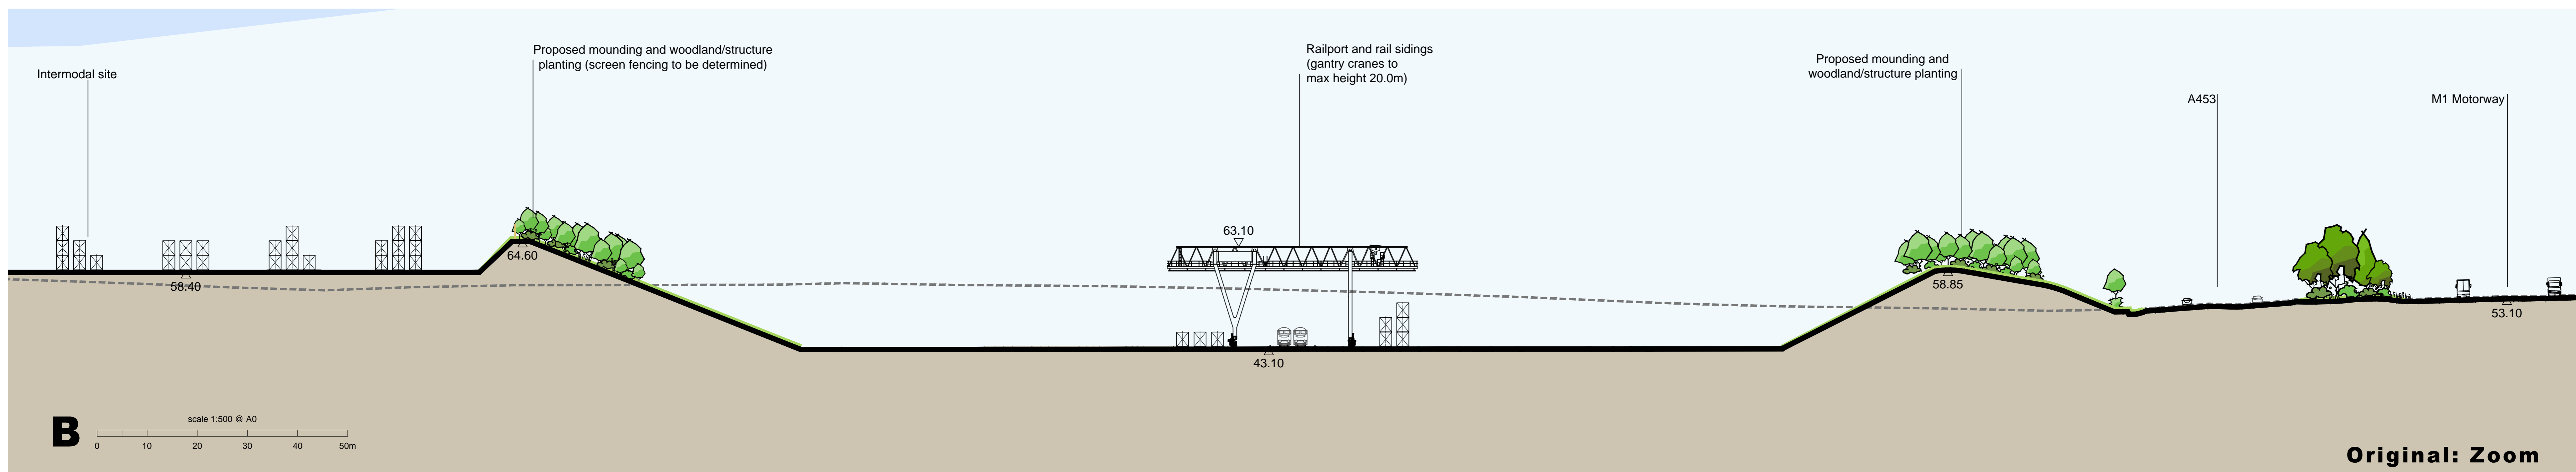 Intermodal site
Proposed mounding and woodland/structure
planting (screen fencing to be determined)
Railport and rail sidings
(gantry cranes to
max height 20.0m)
Proposed mounding and
woodland/structure planting
A453
M1 Motorway
63.10
64.60
58.40
58.85
53.10
43.10
B
scale 1:500 @ A0
0 10 20 30 40 50m
Original: Zoom